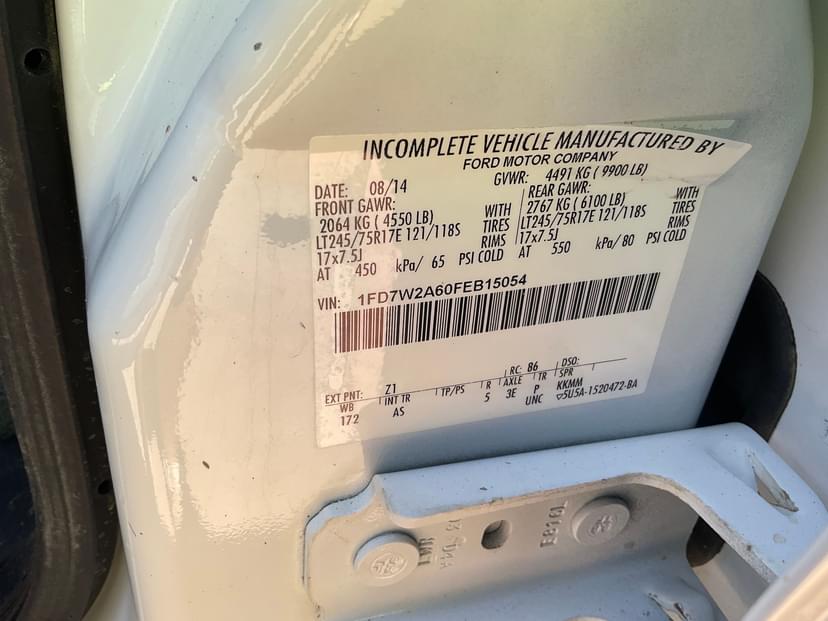 INCOMPLETE VEHICLE MANUFACTURED BY
FORD MOTOR COMPANY
DATE: 08/14 GVWR: 4491 KG ( 9900 LB)
FRONT GAWR: REAR GAWR:
2064 KG ( 4550 LB) WITH 2767 KG ( 6100 LB) WITH
LT245/75R17E 121/118S TIRES LT245/75R17E 121/118S TIRES
17x7.5J RIMS 17x7.5J RIMS
AT 450 kPa/ 65 PSI COLD AT 550 kPa/ 80 PSI COLD
VIN: 1FD7W2A60FEB15054
EXT PNT: Z1 RC: 86 DSO:
WB INT TR TP/PS R AXLE TR SPR
172 AS 5 3E P KKMM
UNC 5U5A-1520472-BA